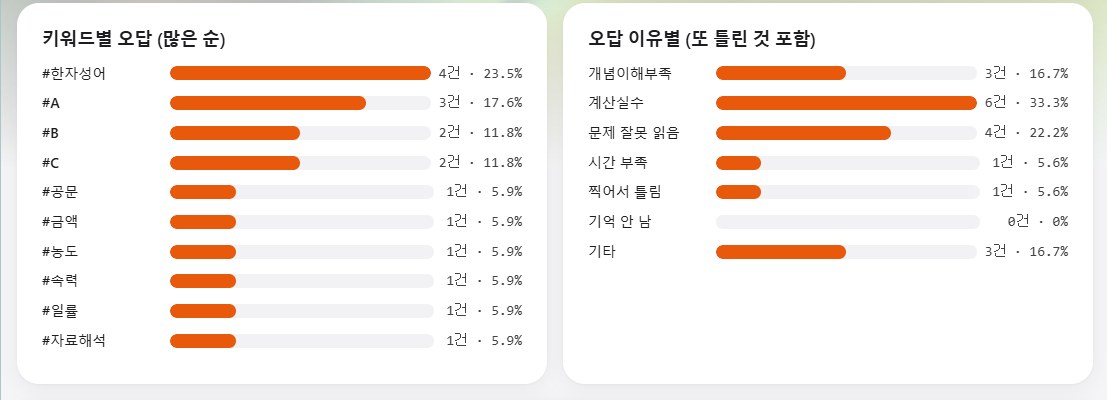 키워드별 오답 (많은 순)
#한자성어 4건 · 23.5%
#A 3건 · 17.6%
#B 2건 · 11.8%
#C 2건 · 11.8%
#공문 1건 · 5.9%
#금액 1건 · 5.9%
#농도 1건 · 5.9%
#속력 1건 · 5.9%
#일률 1건 · 5.9%
#자료해석 1건 · 5.9%
오답 이유별 (또 틀린 것 포함)
개념이해부족 3건 · 16.7%
계산실수 6건 · 33.3%
문제 잘못 읽음 4건 · 22.2%
시간 부족 1건 · 5.6%
찍어서 틀림 1건 · 5.6%
기억 안 남 0건 · 0%
기타 3건 · 16.7%